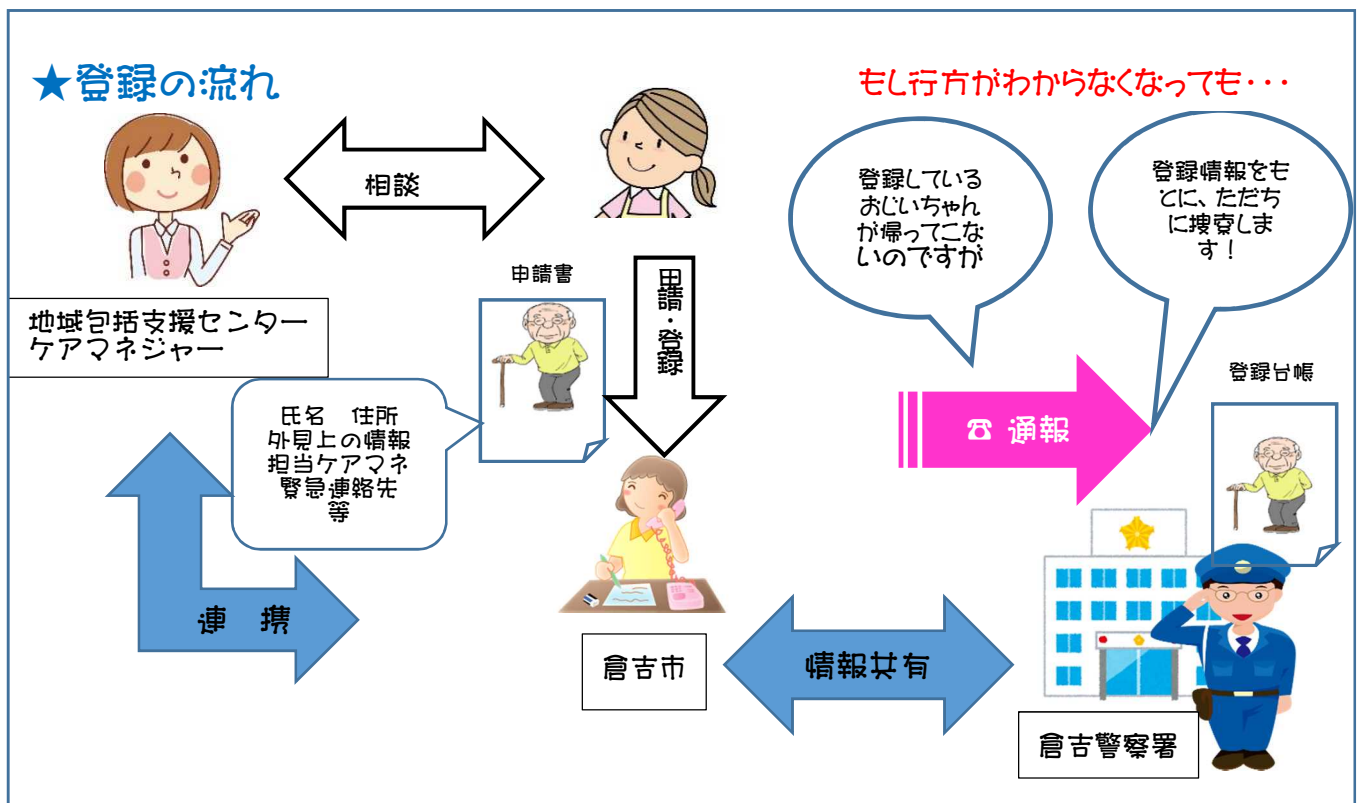 ★登録の流れ
もし行方がわからなくなっても・・・
相談
登録している
おじいちゃん
が帰ってこな
いのですが
登録情報をも
とに、ただち
に捜索しま
す！
申請書
申請・登録
地域包括支援センター
ケアマネジャー
氏名　住所
外見上の情報
担当ケアマネ
緊急連絡先
等
☎ 通報
登録台帳
連　携
倉吉市
情報共有
倉吉警察署